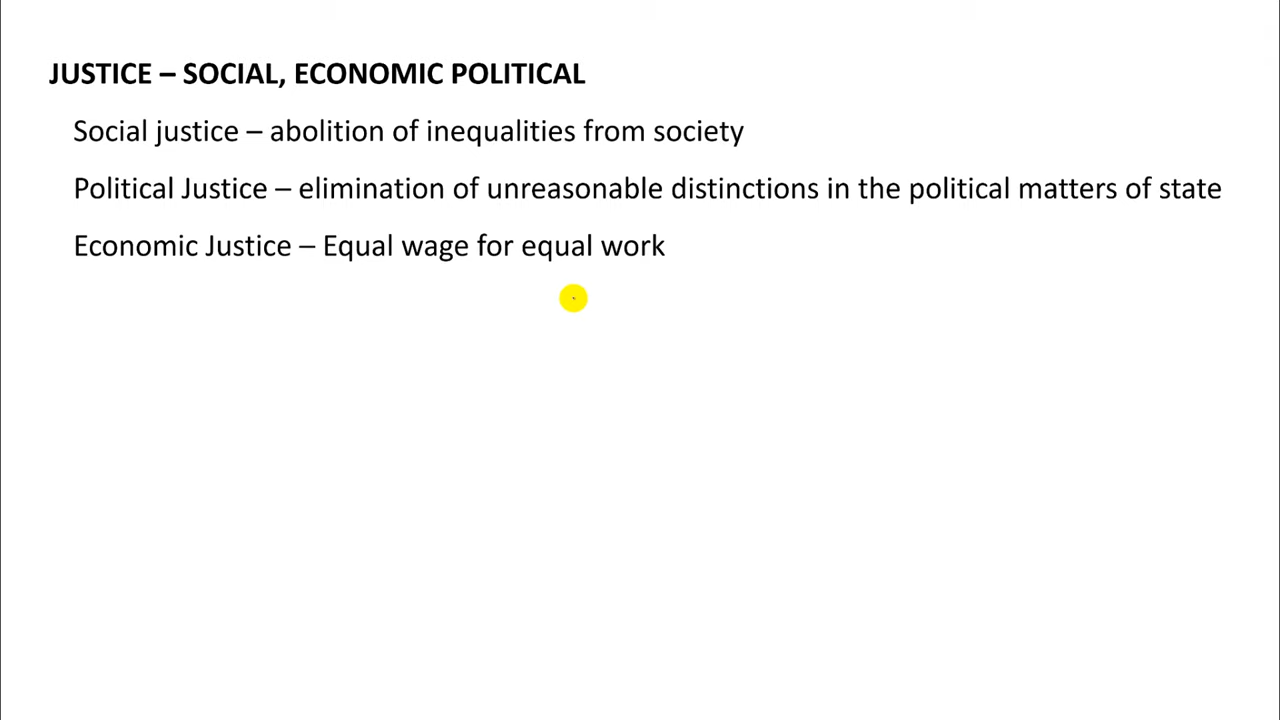 JUSTICE – SOCIAL, ECONOMIC POLITICAL
Social justice – abolition of inequalities from society
Political Justice – elimination of unreasonable distinctions in the political matters of state
Economic Justice – Equal wage for equal work